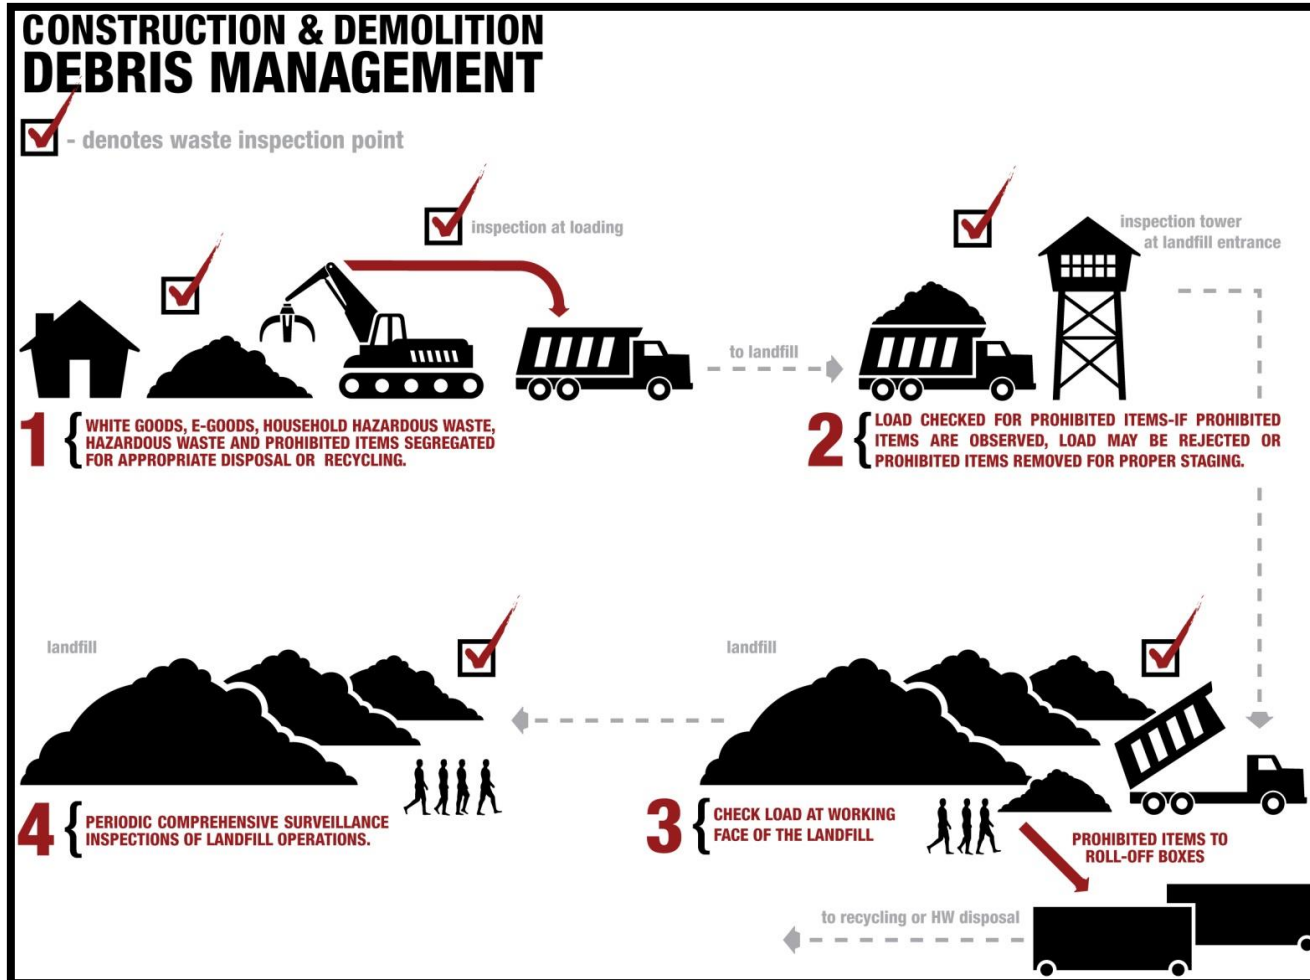 CONSTRUCTION & DEMOLITION
DEBRIS MANAGEMENT
- denotes waste inspection point
inspection at loading
inspection tower
at landfill entrance
to landfill
1
WHITE GOODS, E-GOODS, HOUSEHOLD HAZARDOUS WASTE,
HAZARDOUS WASTE AND PROHIBITED ITEMS SEGREGATED
FOR APPROPRIATE DISPOSAL OR RECYCLING.
2
LOAD CHECKED FOR PROHIBITED ITEMS-IF PROHIBITED
ITEMS ARE OBSERVED, LOAD MAY BE REJECTED OR
PROHIBITED ITEMS REMOVED FOR PROPER STAGING.
landfill
landfill
4
PERIODIC COMPREHENSIVE SURVEILLANCE
INSPECTIONS OF LANDFILL OPERATIONS.
3
CHECK LOAD AT WORKING
FACE OF THE LANDFILL
PROHIBITED ITEMS TO
ROLL-OFF BOXES
to recycling or HW disposal